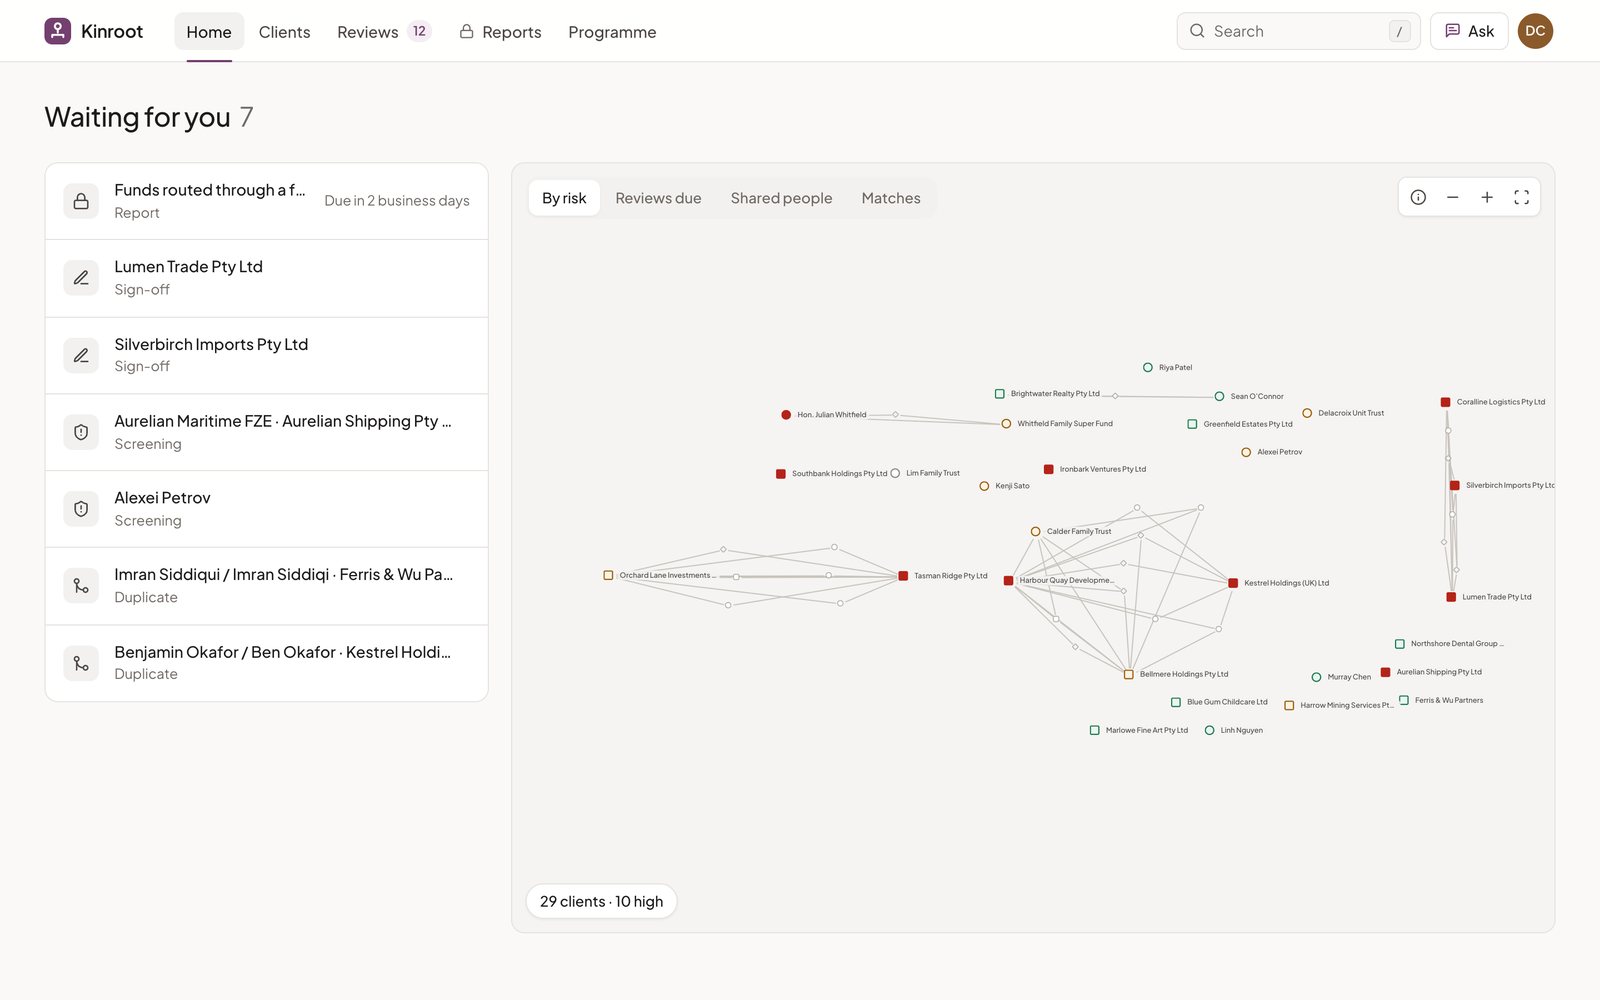 Kinroot
Home
Clients
Reviews 12
Reports
Programme
Search /
Ask
DC
Waiting for you 7
Funds routed through a f...
Report
Due in 2 business days
Lumen Trade Pty Ltd
Sign-off
Silverbirch Imports Pty Ltd
Sign-off
Aurelian Maritime FZE · Aurelian Shipping Pty ...
Screening
Alexei Petrov
Screening
Imran Siddiqui / Imran Siddiqi · Ferris & Wu Pa...
Duplicate
Benjamin Okafor / Ben Okafor · Kestrel Holdi...
Duplicate
By risk
Reviews due
Shared people
Matches
Riya Patel
Brightwater Realty Pty Ltd
Sean O'Connor
Coralline Logistics Pty Ltd
Hon. Julian Whitfield
Delacroix Unit Trust
Whitfield Family Super Fund
Greenfield Estates Pty Ltd
Alexei Petrov
Southbank Holdings Pty Ltd
Lim Family Trust
Ironbark Ventures Pty Ltd
Kenji Sato
Silverbirch Imports Pty Ltd
Calder Family Trust
Orchard Lane Investments ...
Tasman Ridge Pty Ltd
Harbour Quay Developme...
Kestrel Holdings (UK) Ltd
Lumen Trade Pty Ltd
Northshore Dental Group ...
Bellmere Holdings Pty Ltd
Murray Chen
Aurelian Shipping Pty Ltd
Blue Gum Childcare Ltd
Harrow Mining Services Pt...
Ferris & Wu Partners
Marlowe Fine Art Pty Ltd
Linh Nguyen
29 clients · 10 high